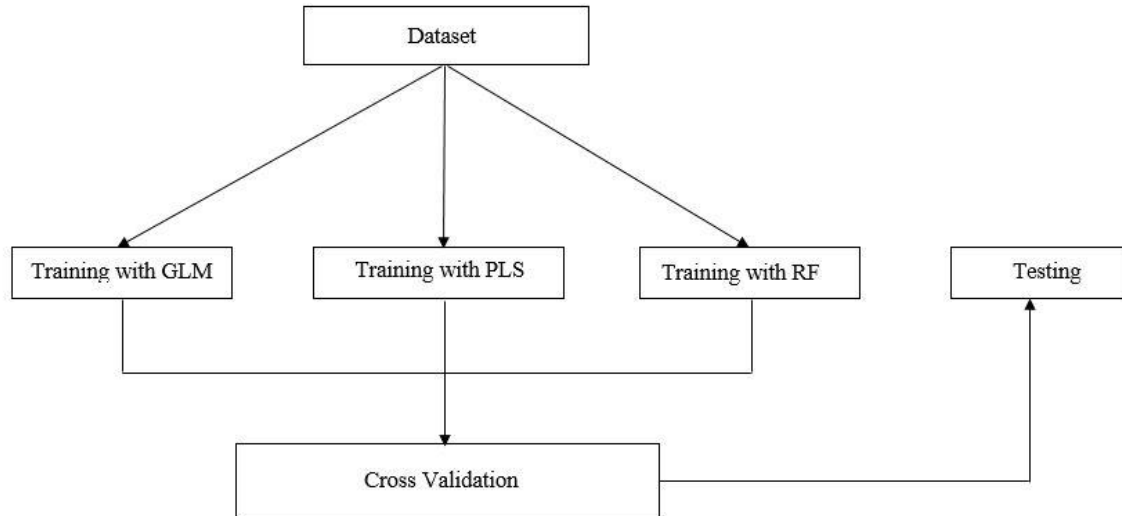 Dataset
Training with GLM
Training with PLS
Training with RF
Testing
Cross Validation